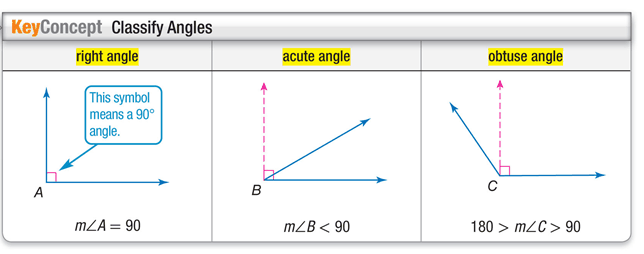 KeyConcept Classify Angles
right angle
acute angle
obtuse angle
This symbol
means a 90°
angle.
A
B
C
m∠A = 90
m∠B < 90
180 > m∠C > 90